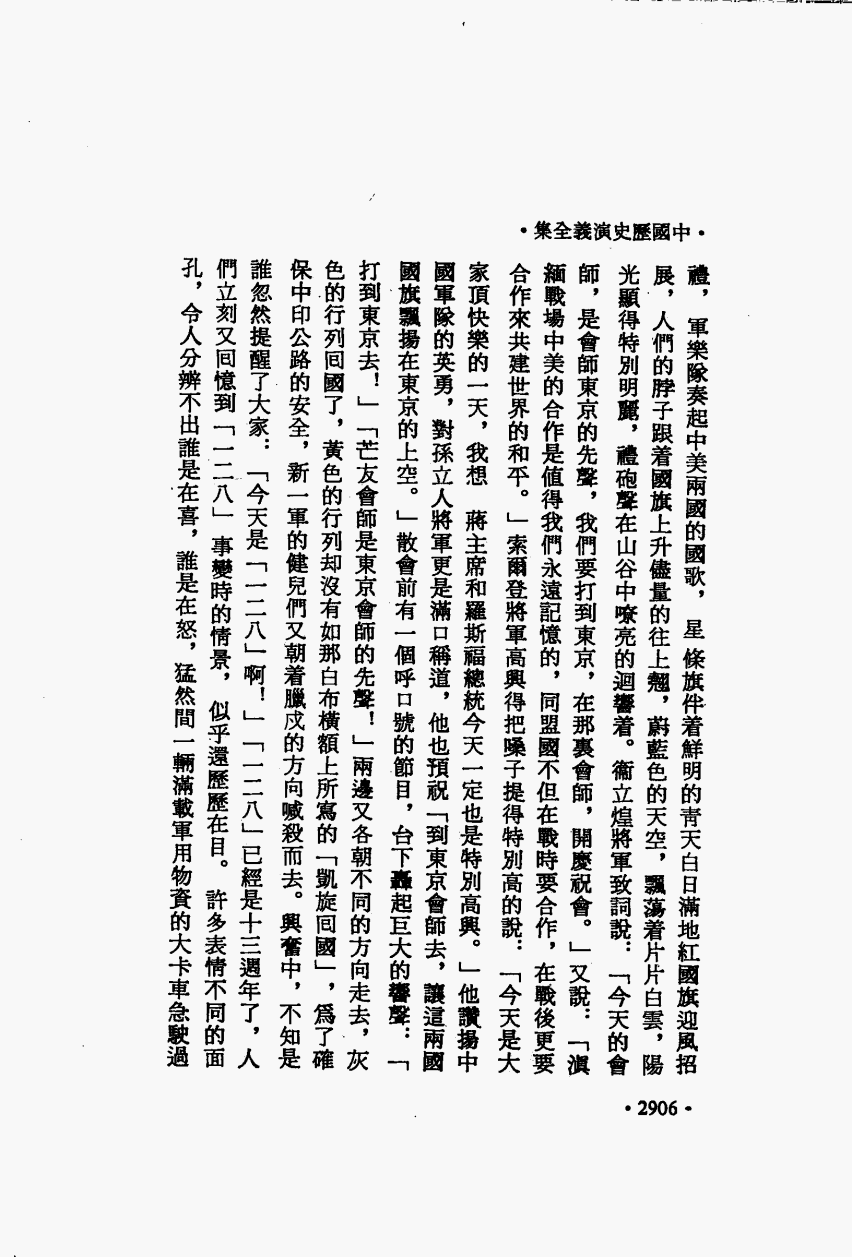 •中國歷史演義全集•
禮，軍樂隊奏起中美兩國的國歌，星條旗伴着鮮明的青天白日滿地紅國旗迎風招
展，人們的脖子跟着國旗上升儘量的往上翹，蔚藍色的天空，飄蕩着片片白雲，陽
光顯得特別明麗，禮砲聲在山谷中嘹亮的迴響着。衞立煌將軍致詞說：「今天的會
師，是會師東京的先聲，我們要打到東京，在那裏會師，開慶祝會。」又說：「滇
緬戰場中美的合作是值得我們永遠記憶的，同盟國不但在戰時要合作，在戰後更要
合作來共建世界的和平。」索爾登將軍高興得把嗓子提得特別高的說：「今天是大
家頂快樂的一天，我想　蔣主席和羅斯福總統今天一定也是特別高興。」他讚揚中
國軍隊的英勇，對孫立人將軍更是滿口稱道，他也預祝「到東京會師去，讓這兩國
國旗飄揚在東京的上空。」散會前有一個呼口號的節目，台下轟起巨大的響聲：「
打到東京去！」「芒友會師是東京會師的先聲！」兩邊又各朝不同的方向走去，灰
色的行列囘國了，黃色的行列却沒有如那白布橫額上所寫的「凱旋囘國」，爲了確
保中印公路的安全，新一軍的健兒們又朝着臘戍的方向喊殺而去。興奮中，不知是
誰忽然提醒了大家：「今天是「一二八」啊！」「一二八」已經是十三週年了，人
們立刻又囘憶到「一二八」事變時的情景，似乎還歷歷在目。許多表情不同的面
孔，令人分辨不出誰是在喜，誰是在怒，猛然間一輛滿載軍用物資的大卡車急駛過
•2906•